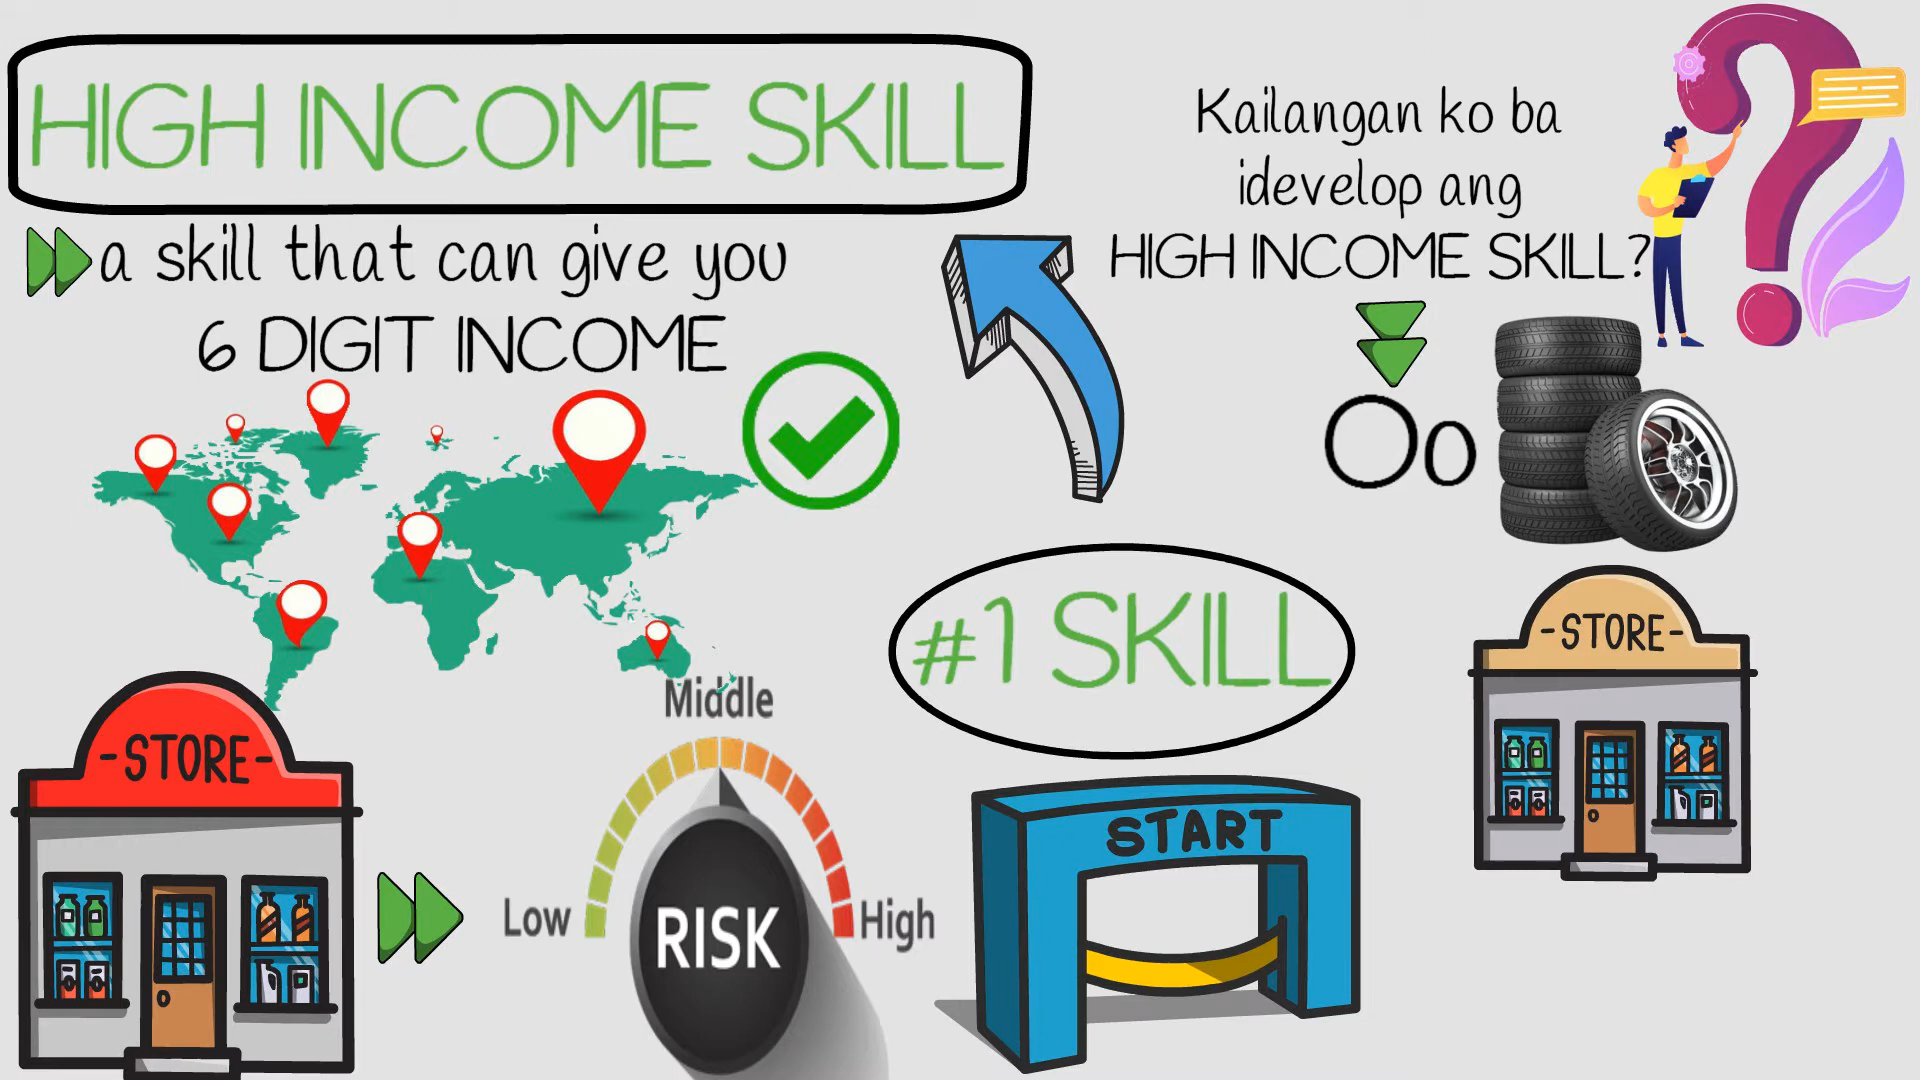 HIGH INCOME SKILL
a skill that can give you
6 DIGIT INCOME
Kailangan ko ba
idevelop ang
HIGH INCOME SKILL?
Oo
#1 SKILL
-STORE-
-STORE-
Middle
Low
High
RISK
START